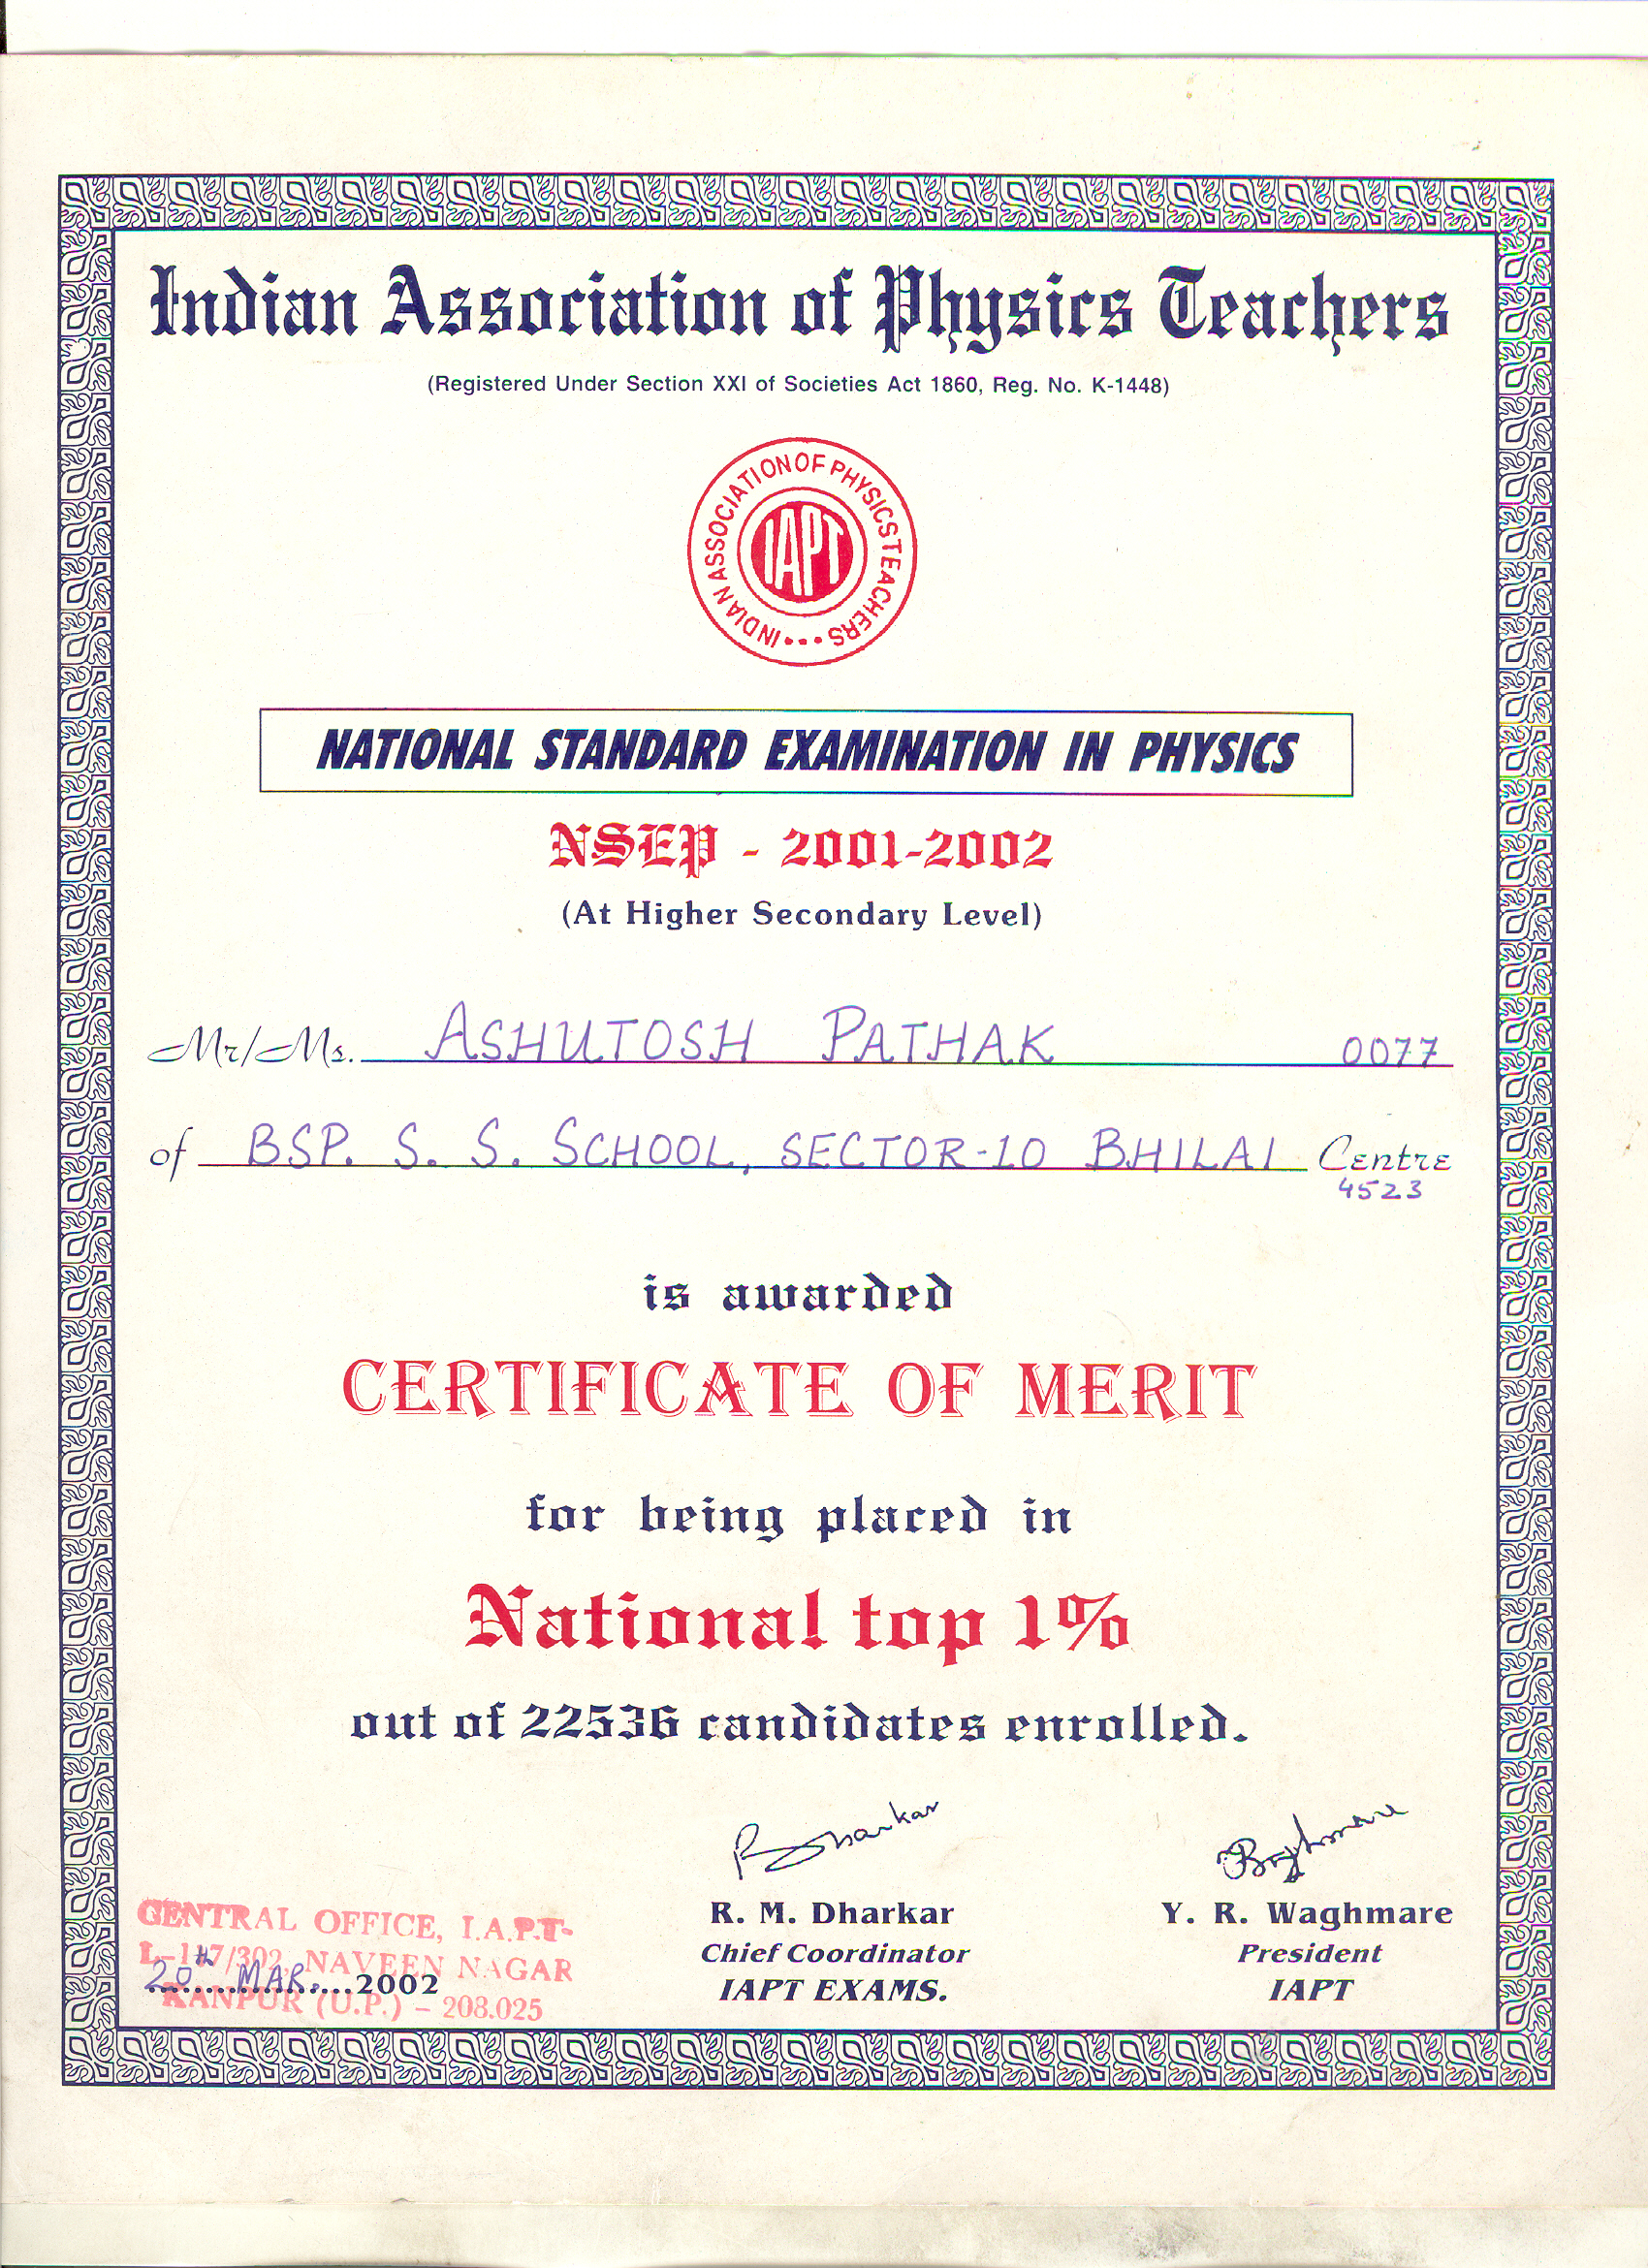 Indian Association of Physics Teachers
(Registered Under Section XXI of Societies Act 1860, Reg. No. K-1448)
INDIAN ASSOCIATION OF PHYSICS TEACHERS
IAPT
NATIONAL STANDARD EXAMINATION IN PHYSICS
NSEP - 2001-2002
(At Higher Secondary Level)
Mr/Ms. ASHUTOSH PATHAK 0077
of BSP. S. S. SCHOOL, SECTOR-10 BHILAI Centre
4523
is awarded
CERTIFICATE OF MERIT
for being placed in
National top 1%
out of 22536 candidates enrolled.
Dharkar
R. M. Dharkar
Chief Coordinator
IAPT EXAMS.
Y. R. Waghmare
President
IAPT
CENTRAL OFFICE, I.A.P.T.
L-117/302, NAVEEN NAGAR
20th MAR. 2002
KANPUR (U.P.) - 208.025